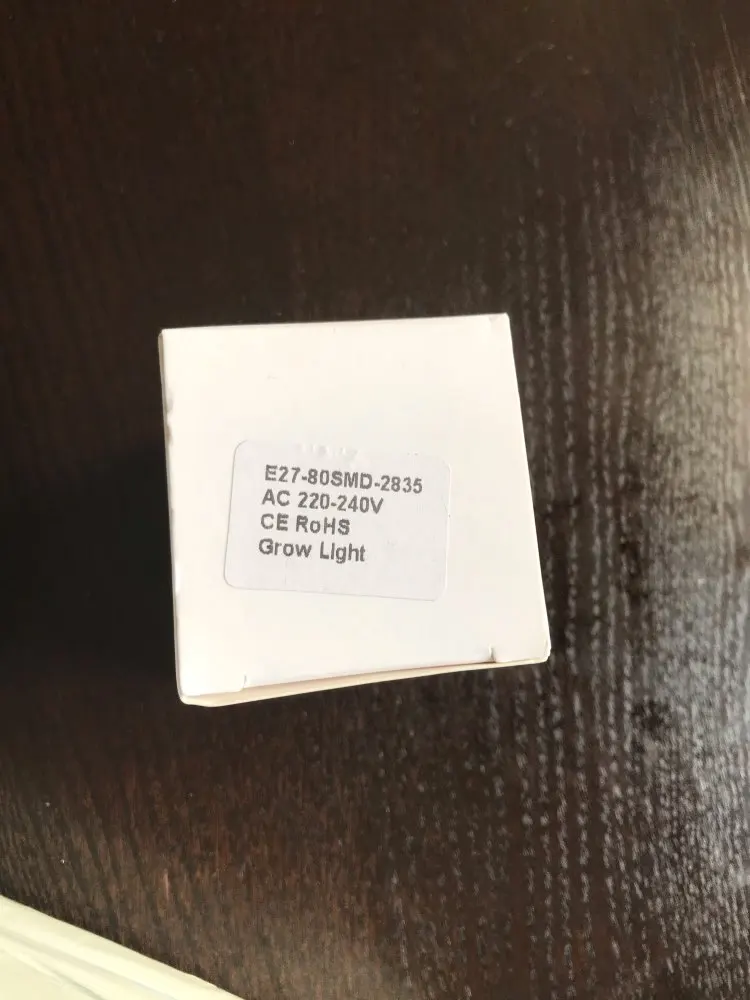 E27-80SMD-2835
AC 220-240V
CE RoHS
Grow Light